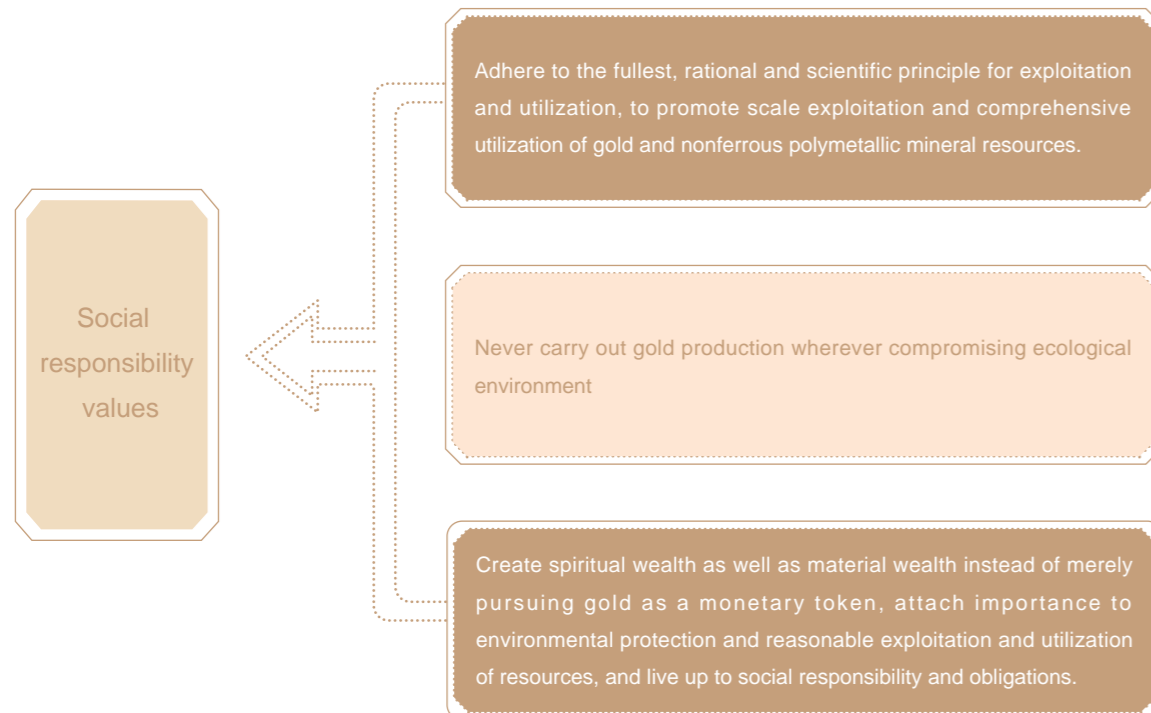 Social
responsibility
values
Adhere to the fullest, rational and scientific principle for exploitation
and utilization, to promote scale exploitation and comprehensive
utilization of gold and nonferrous polymetallic mineral resources.
Never carry out gold production wherever compromising ecological
environment
Create spiritual wealth as well as material wealth instead of merely
pursuing gold as a monetary token, attach importance to
environmental protection and reasonable exploitation and utilization
of resources, and live up to social responsibility and obligations.